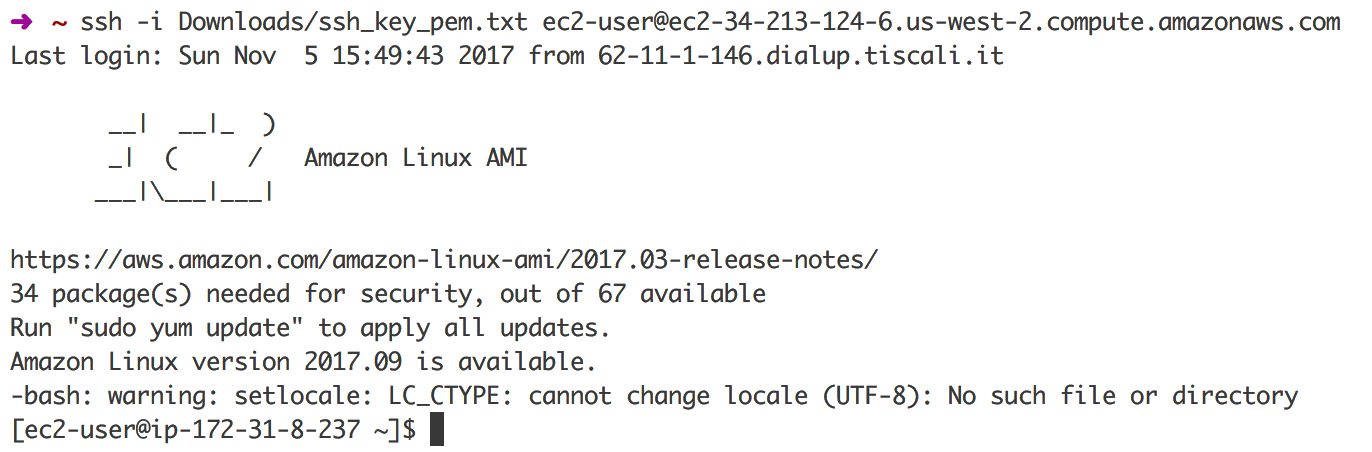 ➜ ~ ssh -i Downloads/ssh_key_pem.txt ec2-user@ec2-34-213-124-6.us-west-2.compute.amazonaws.com
Last login: Sun Nov  5 15:49:43 2017 from 62-11-1-146.dialup.tiscali.it
       __|  __|_  )
       _|  (     /   Amazon Linux AMI
      ___|\___|___|
https://aws.amazon.com/amazon-linux-ami/2017.03-release-notes/
34 package(s) needed for security, out of 67 available
Run "sudo yum update" to apply all updates.
Amazon Linux version 2017.09 is available.
-bash: warning: setlocale: LC_CTYPE: cannot change locale (UTF-8): No such file or directory
[ec2-user@ip-172-31-8-237 ~]$